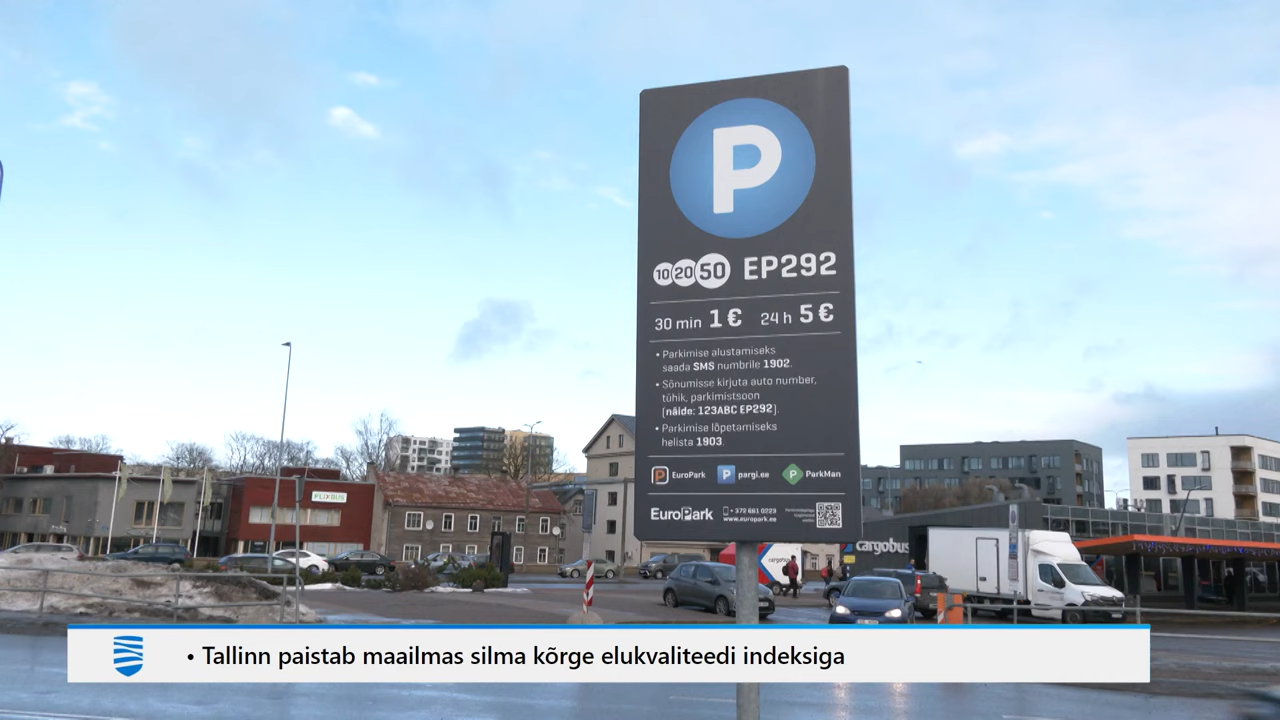 P
10 20 50 EP292
30 min 1 € 24 h 5 €
• Parkimise alustamiseks
saada SMS numbrile 1902.
• Sõnumisse kirjuta auto number,
tühik, parkimistsoon
(näide: 123ABC EP292).
• Parkimise lõpetamiseks
helista 1903.
EuroPark pargi.ee ParkMan
EuroPark
+ 372 661 0223
www.europark.ee
FLIXBUS
cargobus
• Tallinn paistab maailmas silma kõrge elukvaliteedi indeksiga